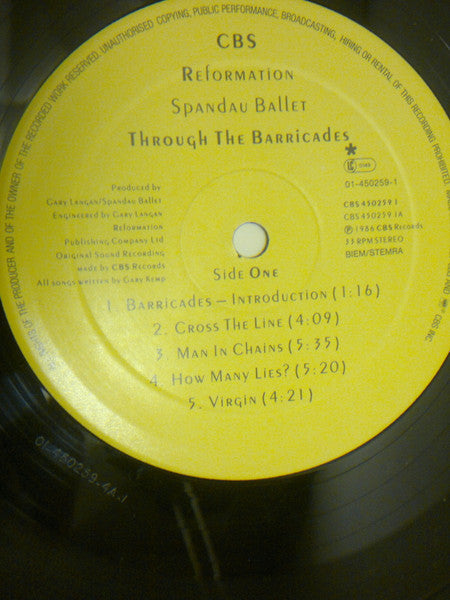 OF THE PRODUCER AND OF THE OWNER OF THE RECORDED WORK RESERVED. UNAUTHORISED COPYING, PUBLIC PERFORMANCE, BROADCASTING, HIRING OR RENTAL OF THIS RECORDING PROHIBITED.
CBS
Reformation
Spandau Ballet
Through The Barricades
LC 0149
01-450259-1
Produced by
Gary Langan/Spandau Ballet
Engineered by Gary Langan
Reformation
Publishing Company Ltd
Original Sound Recording
made by CBS Records
All songs written by Gary Kemp
CBS 450259 1
CBS 450259 1A
℗ 1986 CBS Records
33 RPM STEREO
BIEM/STEMRA
Side One
1. Barricades – Introduction (1:16)
2. Cross The Line (4:09)
3. Man In Chains (5:35)
4. How Many Lies? (5:20)
5. Virgin (4:21)
CBS INC.
01-450259-4A-1